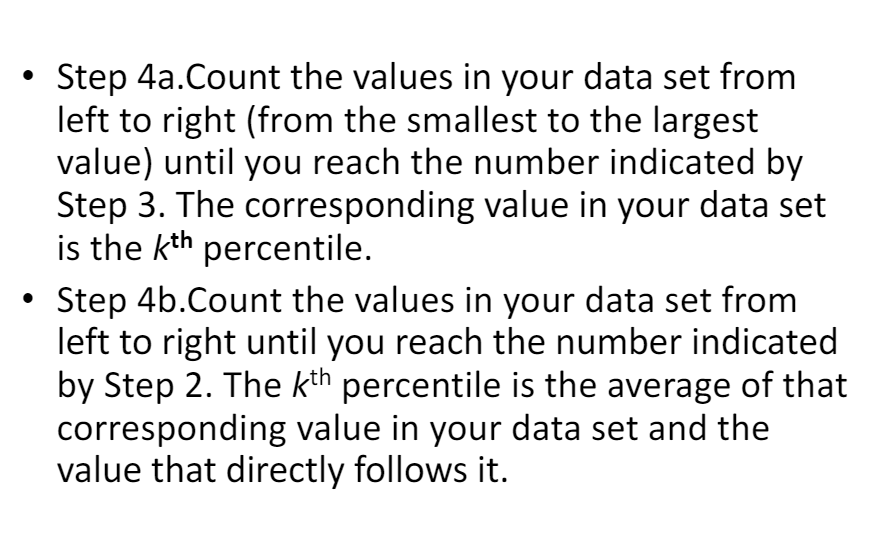 • Step 4a.Count the values in your data set from
left to right (from the smallest to the largest
value) until you reach the number indicated by
Step 3. The corresponding value in your data set
is the kth percentile.
• Step 4b.Count the values in your data set from
left to right until you reach the number indicated
by Step 2. The kth percentile is the average of that
corresponding value in your data set and the
value that directly follows it.